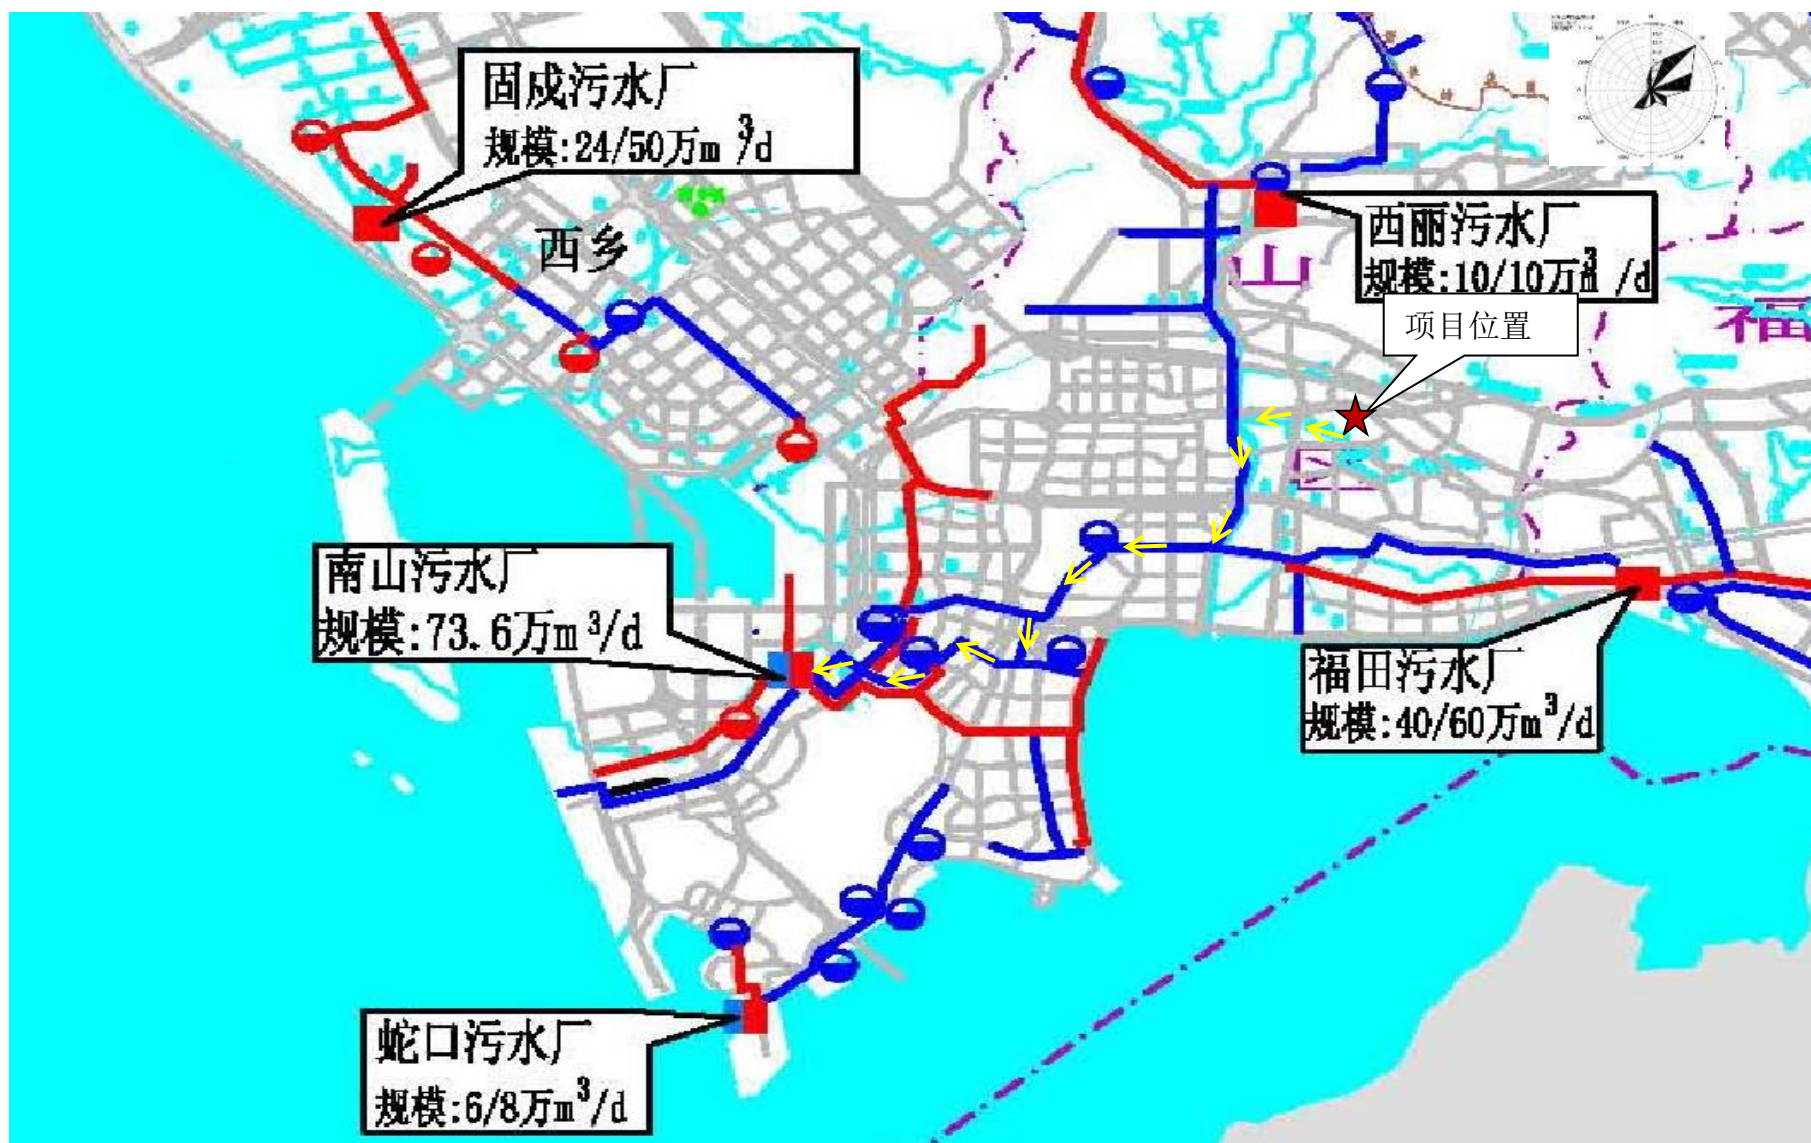 固戍污水厂
规模:24/50万m³/d
西乡
西丽污水厂
规模:10/10万m³/d
山
福
项目位置
区
南山污水厂
规模:73.6万m³/d
福田污水厂
规模:40/60万m³/d
蛇口污水厂
规模:6/8万m³/d